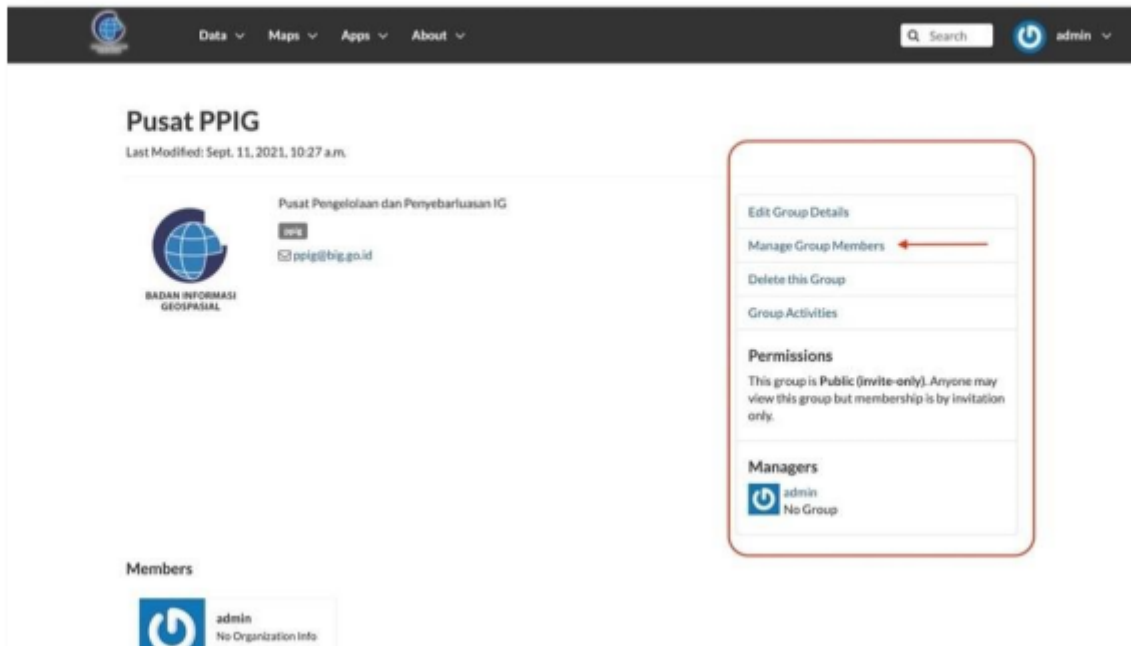 Data Maps Apps About Search admin
Pusat PPIG
Last Modified: Sept. 11, 2021, 10:27 a.m.
Pusat Pengelolaan dan Penyebarluasan IG
ppig
ppig@big.go.id
BADAN INFORMASI
GEOSPASIAL
Edit Group Details
Manage Group Members
Delete this Group
Group Activities
Permissions
This group is Public (invite-only). Anyone may
view this group but membership is by invitation
only.
Managers
admin
No Group
Members
admin
No Organization Info